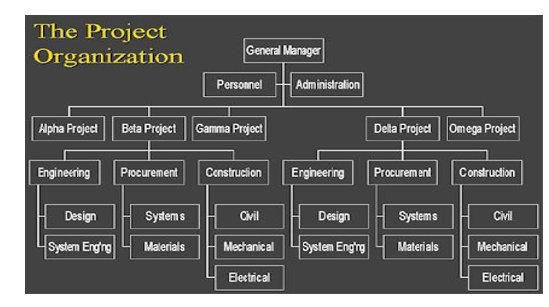 The Project
Organization
General Manager
Personnel
Administration
Alpha Project
Beta Project
Gamma Project
Delta Project
Omega Project
Engineering
Procurement
Construction
Engineering
Procurement
Construction
Design
Systems
Civil
Design
Systems
Civil
System Eng'ng
Materials
Mechanical
System Eng'ng
Materials
Mechanical
Electrical
Electrical